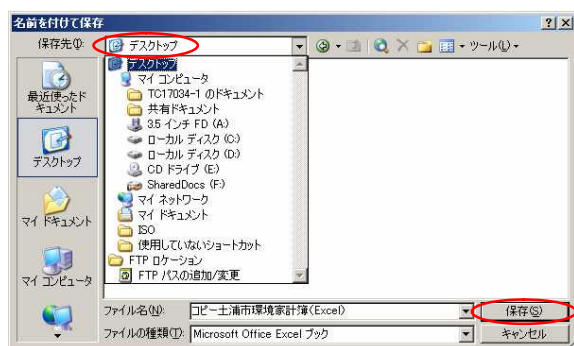 名前を付けて保存
保存先(I):
デスクトップ
ツール(L)
デスクトップ
マイ コンピュータ
TC17034-1 のドキュメント
共有ドキュメント
3.5 インチ FD (A:)
ローカル ディスク (C:)
ローカル ディスク (D:)
CD ドライブ (E:)
SharedDocs (F:)
マイ ネットワーク
マイ ドキュメント
ISO
使用していないショートカット
FTP ロケーション
FTP パスの追加/変更
最近使ったド
キュメント
デスクトップ
マイ ドキュメント
マイ コンピュータ
ファイル名(N):
コピー土浦市環境家計簿(Excel)
保存(S)
ファイルの種類(T):
Microsoft Office Excel ブック
キャンセル